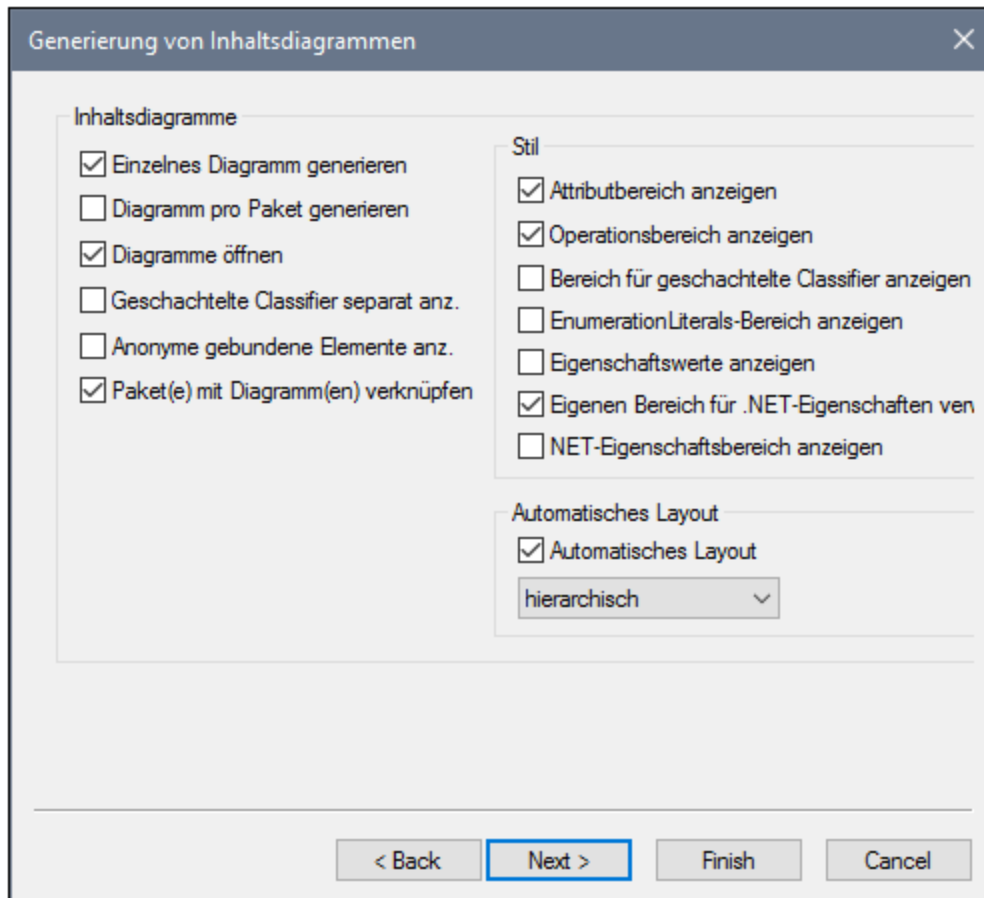 Generierung von Inhaltsdiagrammen
Inhaltsdiagramme
Einzelnes Diagramm generieren
Diagramm pro Paket generieren
Diagramme öffnen
Geschachtelte Classifier separat anz.
Anonyme gebundene Elemente anz.
Paket(e) mit Diagramm(en) verknüpfen
Stil
Attributbereich anzeigen
Operationsbereich anzeigen
Bereich für geschachtelte Classifier anzeigen
EnumerationLiterals-Bereich anzeigen
Eigenschaftswerte anzeigen
Eigenen Bereich für .NET-Eigenschaften
NET-Eigenschaftsbereich anzeigen
Automatisches Layout
Automatisches Layout
hierarchisch
< Back Next > Finish Cancel